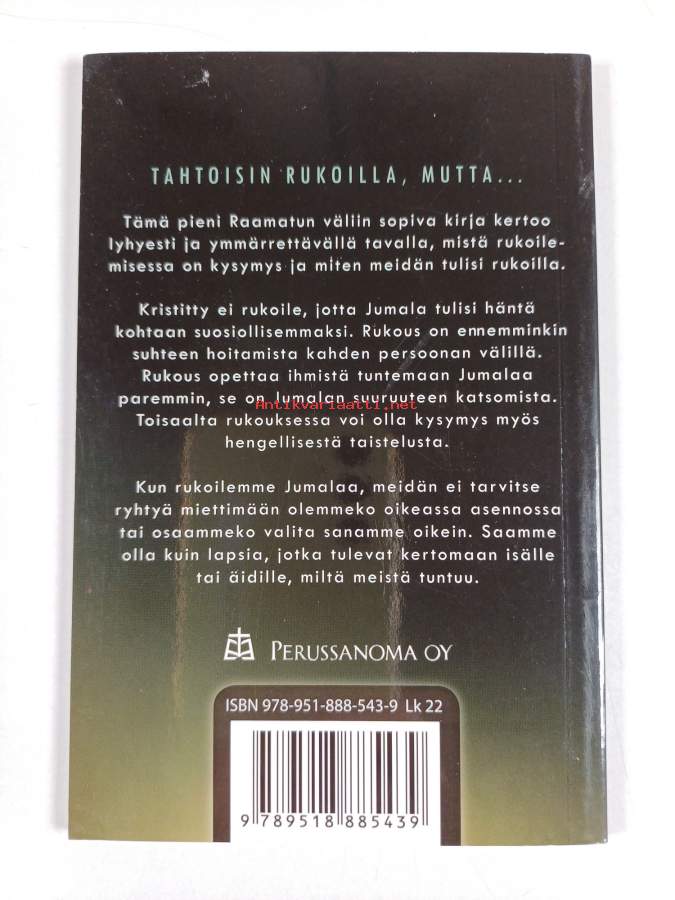 TAHTOISIN RUKOILLA, MUTTA...
Tämä pieni Raamatun väliin sopiva kirja kertoo
lyhyesti ja ymmärrettävällä tavalla, mistä rukoile-
misessa on kysymys ja miten meidän tulisi rukoilla.
Kristitty ei rukoile, jotta Jumala tulisi häntä
kohtaan suosiollisemmaksi. Rukous on ennemminkin
suhteen hoitamista kahden persoonan välillä.
Rukous opettaa ihmistä tuntemaan Jumalaa
paremmin, se on Jumalan suuruuteen katsomista.
Antikvariaatti.net
Toisaalta rukouksessa voi olla kysymys myös
hengellisestä taistelusta.
Kun rukoilemme Jumalaa, meidän ei tarvitse
ryhtyä miettimään olemmeko oikeassa asennossa
tai osaammeko valita sanamme oikein. Saamme
olla kuin lapsia, jotka tulevat kertomaan isälle
tai äidille, miltä meistä tuntuu.
PERUSSANOMA OY
ISBN 978-951-888-543-9 Lk 22
9 789518 885439